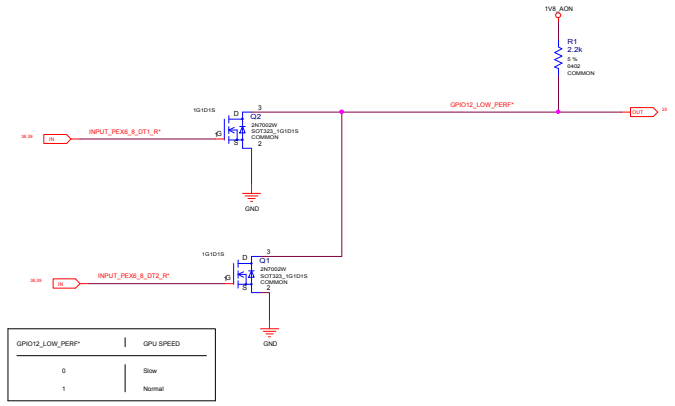 1V8_AON
R1
2.2k
5 %
0402
COMMON
GPIO12_LOW_PERF*
OUT
25
1G1D1S
D
3
Q2
2N7002W
SOT323_1G1D1S
COMMON
1
G
S
2
38,39
IN
INPUT_PEX6_8_DT1_R*
GND
1G1D1S
D
3
Q1
2N7002W
SOT323_1G1D1S
COMMON
1
G
S
2
38,39
IN
INPUT_PEX6_8_DT2_R*
GND
GPIO12_LOW_PERF* GPU SPEED
0 Slow
1 Normal